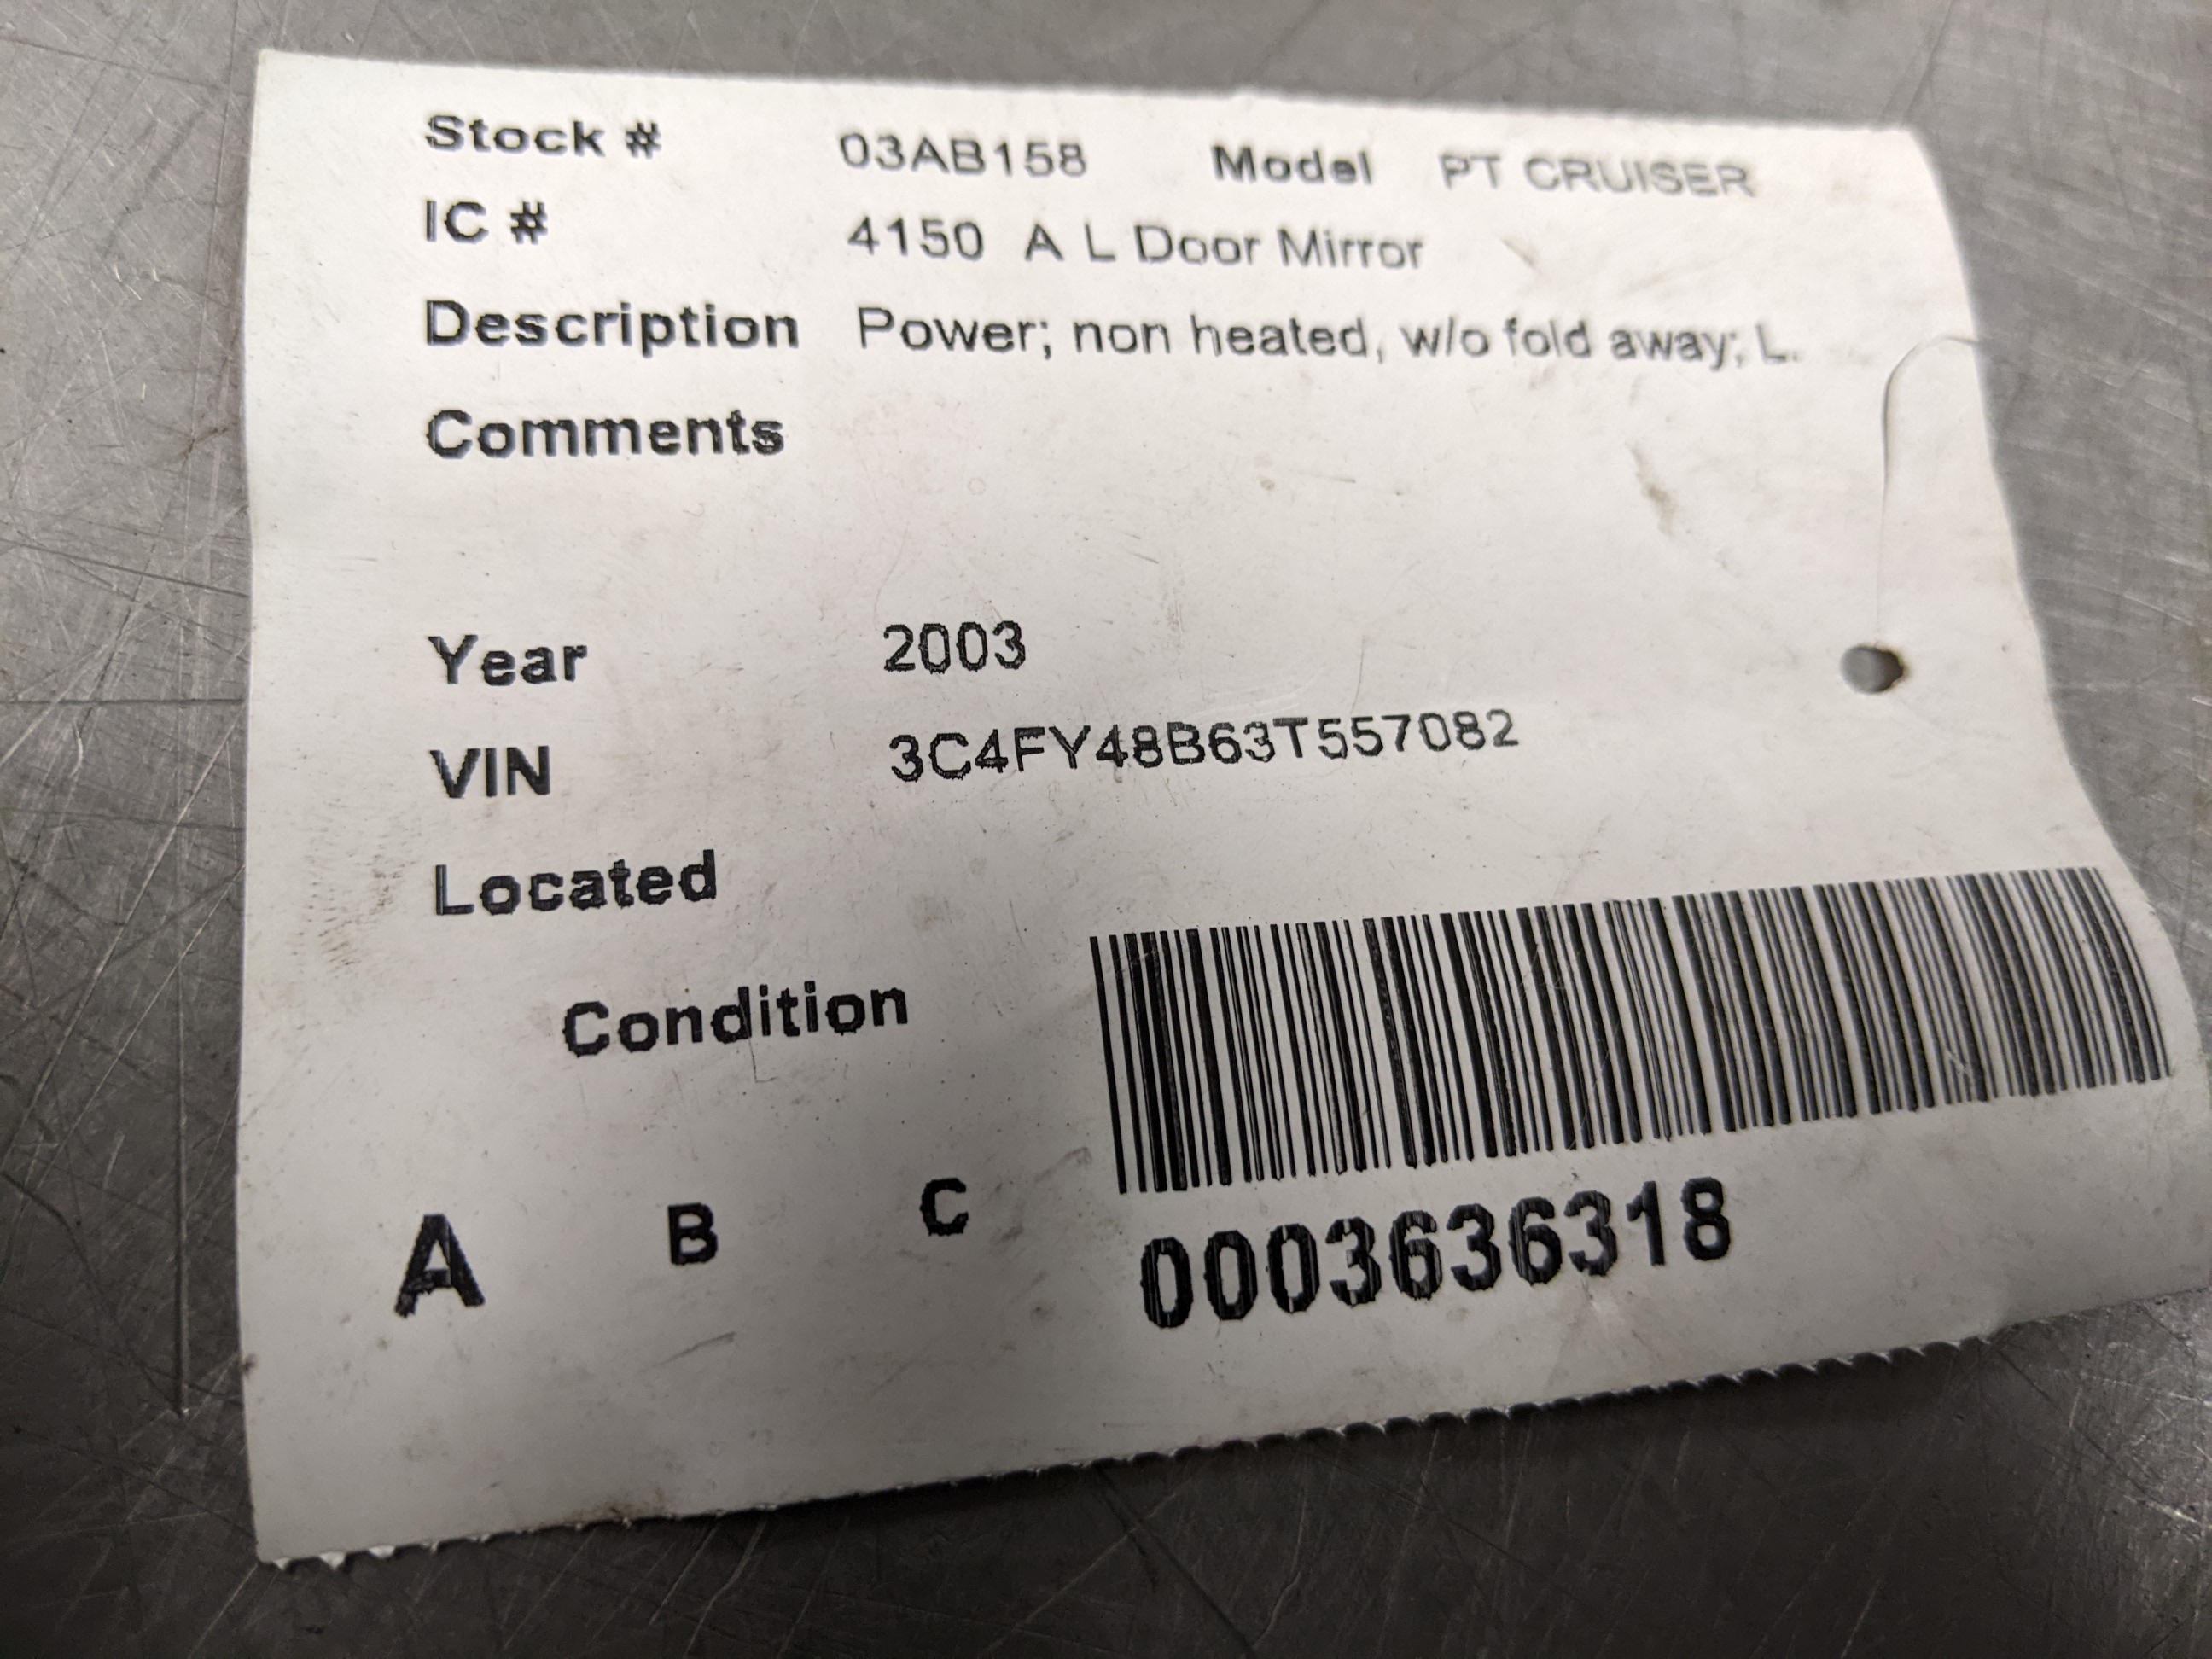 Stock # 03AB158 Model PT CRUISER
IC # 4150 A L Door Mirror
Description Power; non heated, w/o fold away; L.
Comments
Year 2003
VIN 3C4FY48B63T557082
Located
Condition
A B C
0003636318